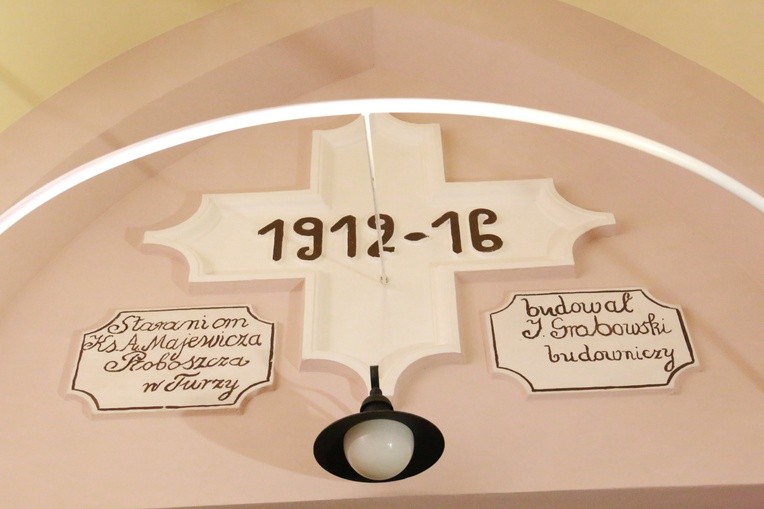 1912-16
Staraniom
Ks A. Majewicza
Proboszcza
w Turzy
budował
J. Grabowski
budowniczy